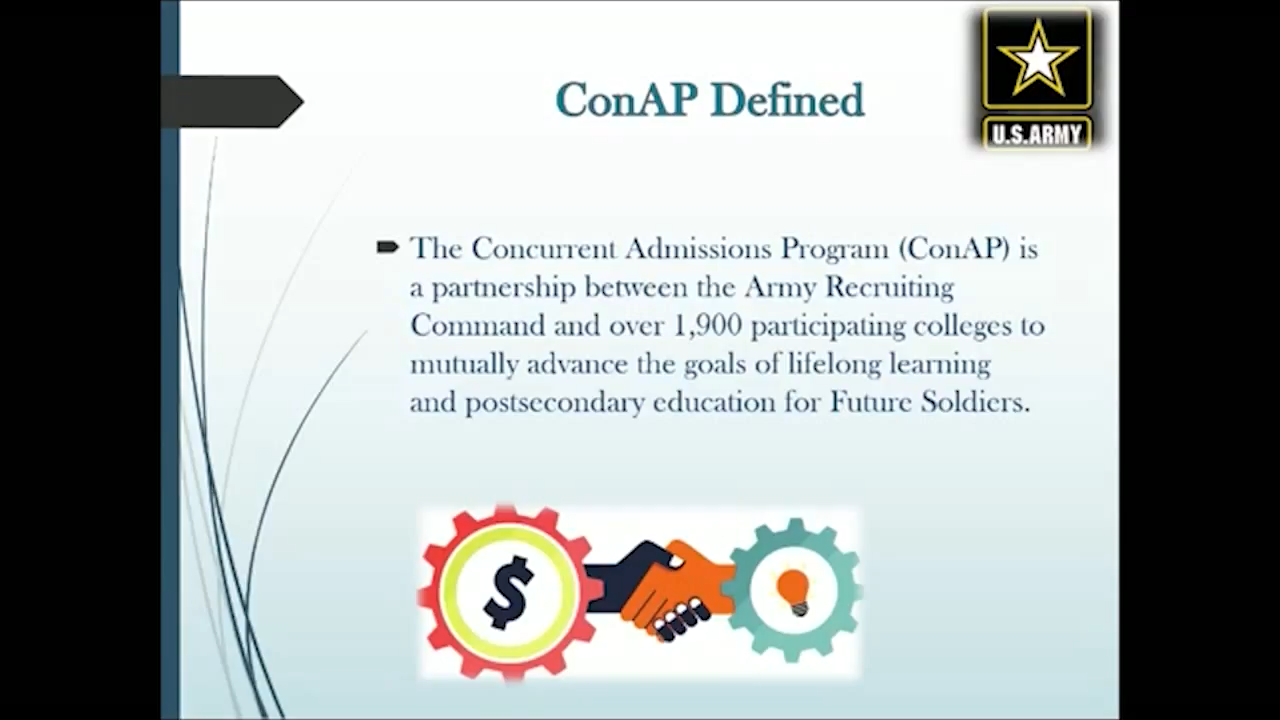 ConAP Defined
U.S.ARMY
The Concurrent Admissions Program (ConAP) is
a partnership between the Army Recruiting
Command and over 1,900 participating colleges to
mutually advance the goals of lifelong learning
and postsecondary education for Future Soldiers.
$